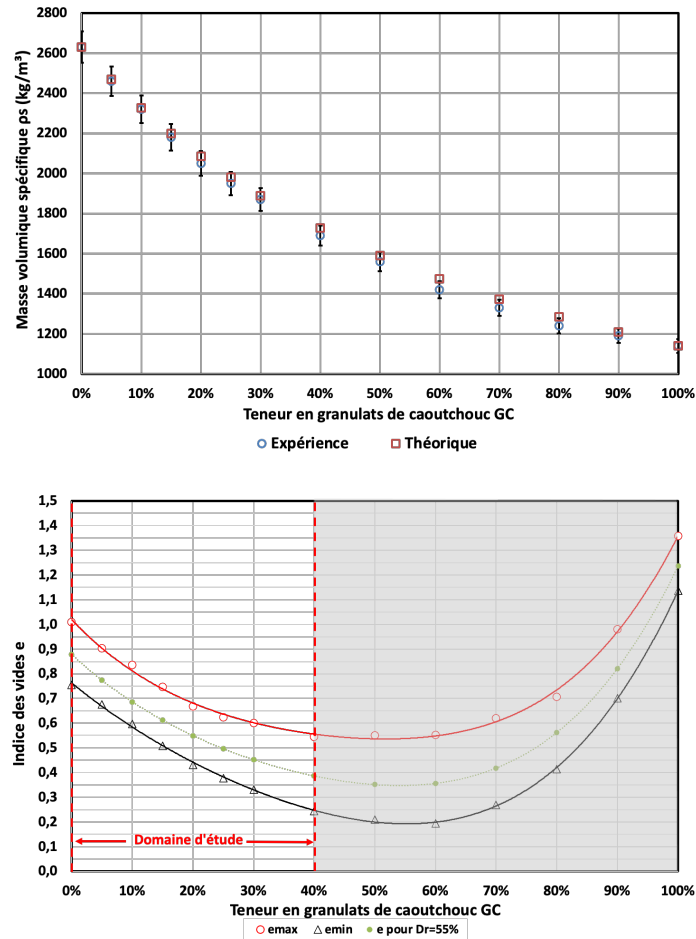 2800
2600
2400
2200
2000
1800
1600
1400
1200
1000
Masse volumique spécifique ρs (kg/m³)
0% 10% 20% 30% 40% 50% 60% 70% 80% 90% 100%
Teneur en granulats de caoutchouc GC
Expérience Théorique
1,5
1,4
1,3
1,2
1,1
1,0
0,9
0,8
0,7
0,6
0,5
0,4
0,3
0,2
0,1
0,0
Indice des vides e
Domaine d'étude
0% 10% 20% 30% 40% 50% 60% 70% 80% 90% 100%
Teneur en granulats de caoutchouc GC
emax emin e pour Dr=55%